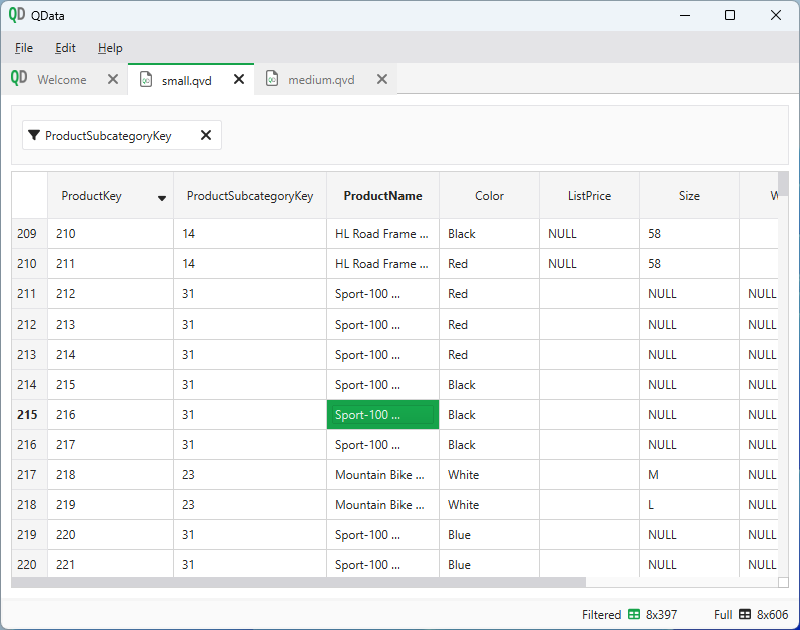 QD QData
File Edit Help
QD Welcome small.qvd medium.qvd
ProductSubcategoryKey
ProductKey ProductSubcategoryKey ProductName Color ListPrice Size W
209 210 14 HL Road Frame ... Black NULL 58
210 211 14 HL Road Frame ... Red NULL 58
211 212 31 Sport-100 ... Red NULL NULL
212 213 31 Sport-100 ... Red NULL NULL
213 214 31 Sport-100 ... Red NULL NULL
214 215 31 Sport-100 ... Black NULL NULL
215 216 31 Sport-100 ... Black NULL NULL
216 217 31 Sport-100 ... Black NULL NULL
217 218 23 Mountain Bike ... White M NULL
218 219 23 Mountain Bike ... White L NULL
219 220 31 Sport-100 ... Blue NULL NULL
220 221 31 Sport-100 ... Blue NULL NULL
Filtered 8x397 Full 8x606